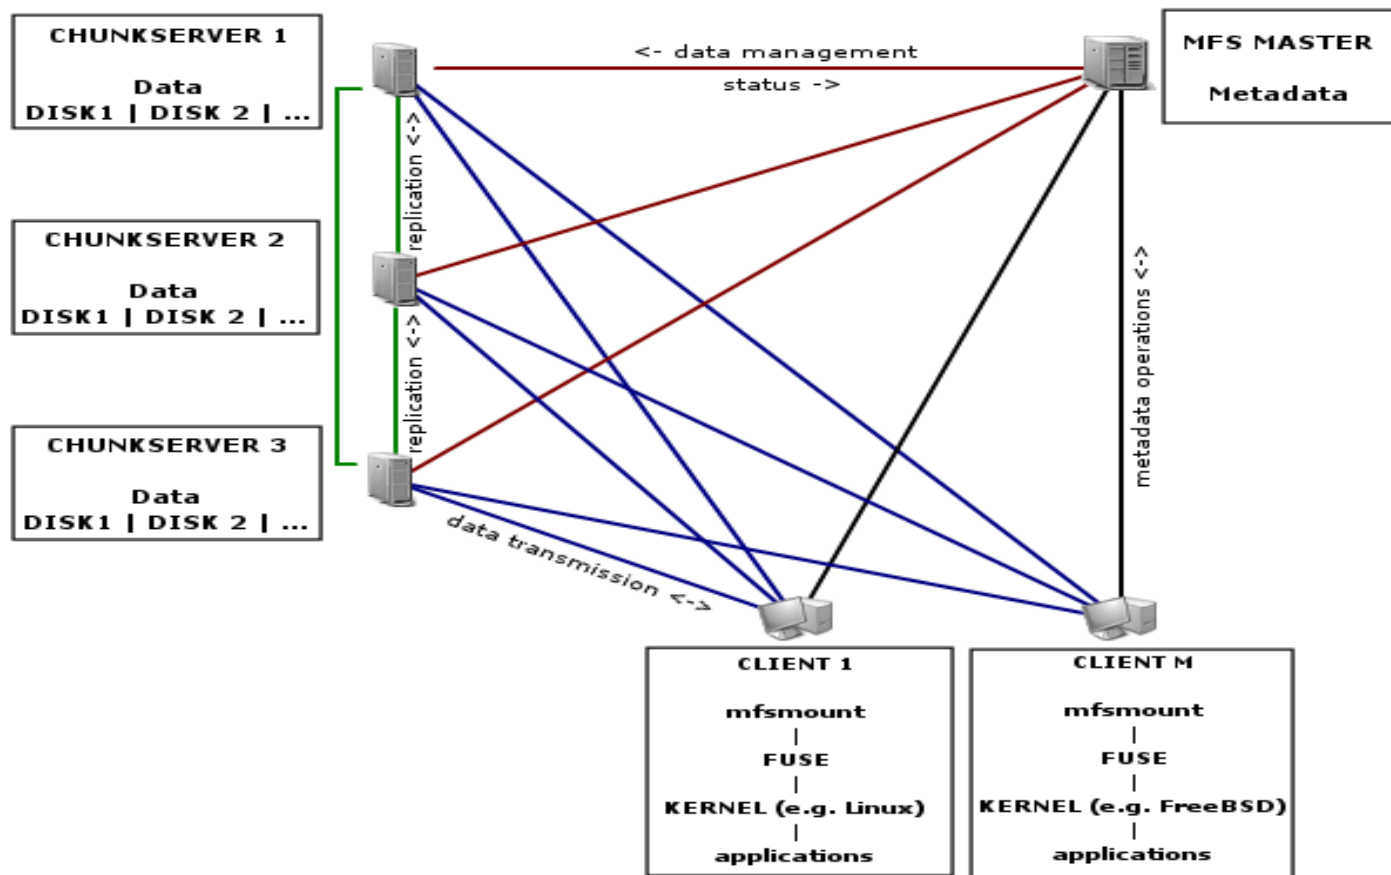 CHUNKSERVER 1
Data
DISK1 | DISK 2 | ...
<- data management
status ->
MFS MASTER
Metadata
replication <->
CHUNKSERVER 2
Data
DISK1 | DISK 2 | ...
replication <->
metadata operations <->
CHUNKSERVER 3
Data
DISK1 | DISK 2 | ...
data transmission <->
CLIENT 1
mfsmount
|
FUSE
|
KERNEL (e.g. Linux)
|
applications
CLIENT M
mfsmount
|
FUSE
|
KERNEL (e.g. FreeBSD)
|
applications